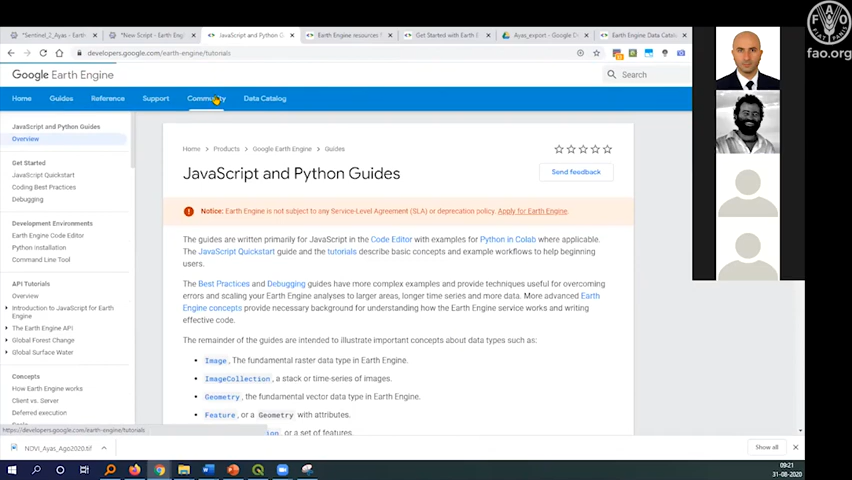 *Sentinel_2_Ayas - Earth
*New Script - Earth Engi
JavaScript and Python G
Earth Engine resources f
Get Started with Earth E
Ayas_export - Google D
Earth Engine Data Catal
developers.google.com/earth-engine/tutorials
fao.org
Google Earth Engine
Search
Home
Guides
Reference
Support
Community
Data Catalog
JavaScript and Python Guides
Overview
Get Started
JavaScript Quickstart
Coding Best Practices
Debugging
Development Environments
Earth Engine Code Editor
Python Installation
Command Line Tool
API Tutorials
Overview
Introduction to JavaScript for Earth
Engine
The Earth Engine API
Global Forest Change
Global Surface Water
Concepts
How Earth Engine works
Client vs. Server
Deferred execution
Home > Products > Google Earth Engine > Guides
JavaScript and Python Guides
Send feedback
Notice: Earth Engine is not subject to any Service-Level Agreement (SLA) or deprecation policy. Apply for Earth Engine.
The guides are written primarily for JavaScript in the Code Editor with examples for Python in Colab where applicable.
The JavaScript Quickstart guide and the tutorials describe basic concepts and example workflows to help beginning
users.
The Best Practices and Debugging guides have more complex examples and provide techniques useful for overcoming
errors and scaling your Earth Engine analyses to larger areas, longer time series and more data. More advanced Earth
Engine concepts provide necessary background for understanding how the Earth Engine service works and writing
effective code.
The remainder of the guides are intended to illustrate important concepts about data types such as:
Image, The fundamental raster data type in Earth Engine.
ImageCollection, a stack or time-series of images.
Geometry, the fundamental vector data type in Earth Engine.
Feature, or a Geometry with attributes.
or a set of features.
https://developers.google.com/earth-engine/tutorials
NDVI_Ayas_Ago2020.tif
Show all
09:21
31-08-2020